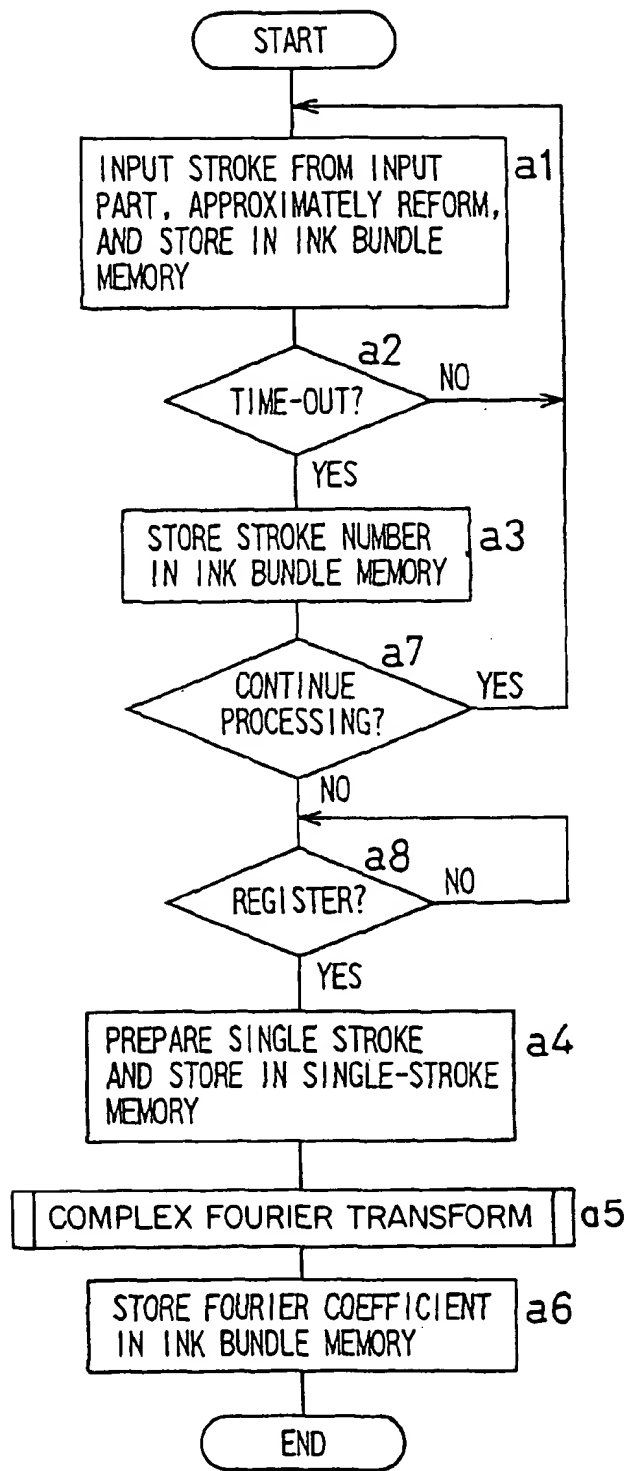 START
INPUT STROKE FROM INPUT
PART, APPROXIMATELY REFORM,
AND STORE IN INK BUNDLE
MEMORY
a1
a2
TIME-OUT?
NO
YES
STORE STROKE NUMBER
IN INK BUNDLE MEMORY
a3
a7
CONTINUE
PROCESSING?
YES
NO
a8
REGISTER?
NO
YES
PREPARE SINGLE STROKE
AND STORE IN SINGLE-STROKE
MEMORY
a4
COMPLEX FOURIER TRANSFORM
a5
STORE FOURIER COEFFICIENT
IN INK BUNDLE MEMORY
a6
END